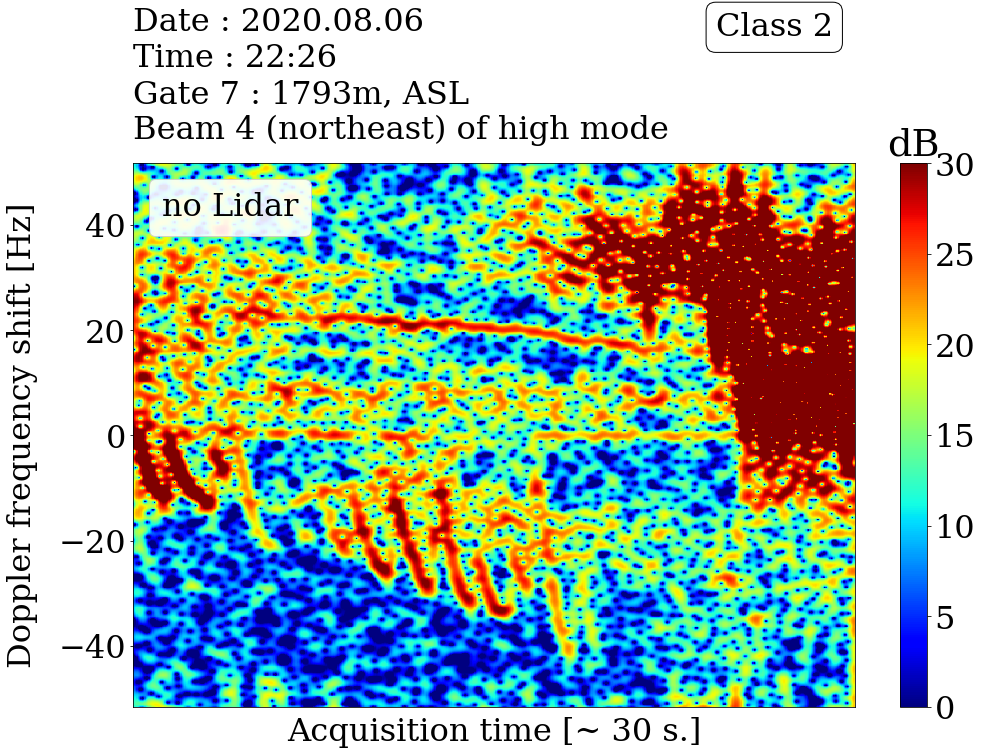 Date : 2020.08.06
Time : 22:26
Gate 7 : 1793m, ASL
Beam 4 (northeast) of high mode
Class 2
dB
no Lidar
Doppler frequency shift [Hz]
40
20
0
−20
−40
Acquisition time [~ 30 s.]
30
25
20
15
10
5
0